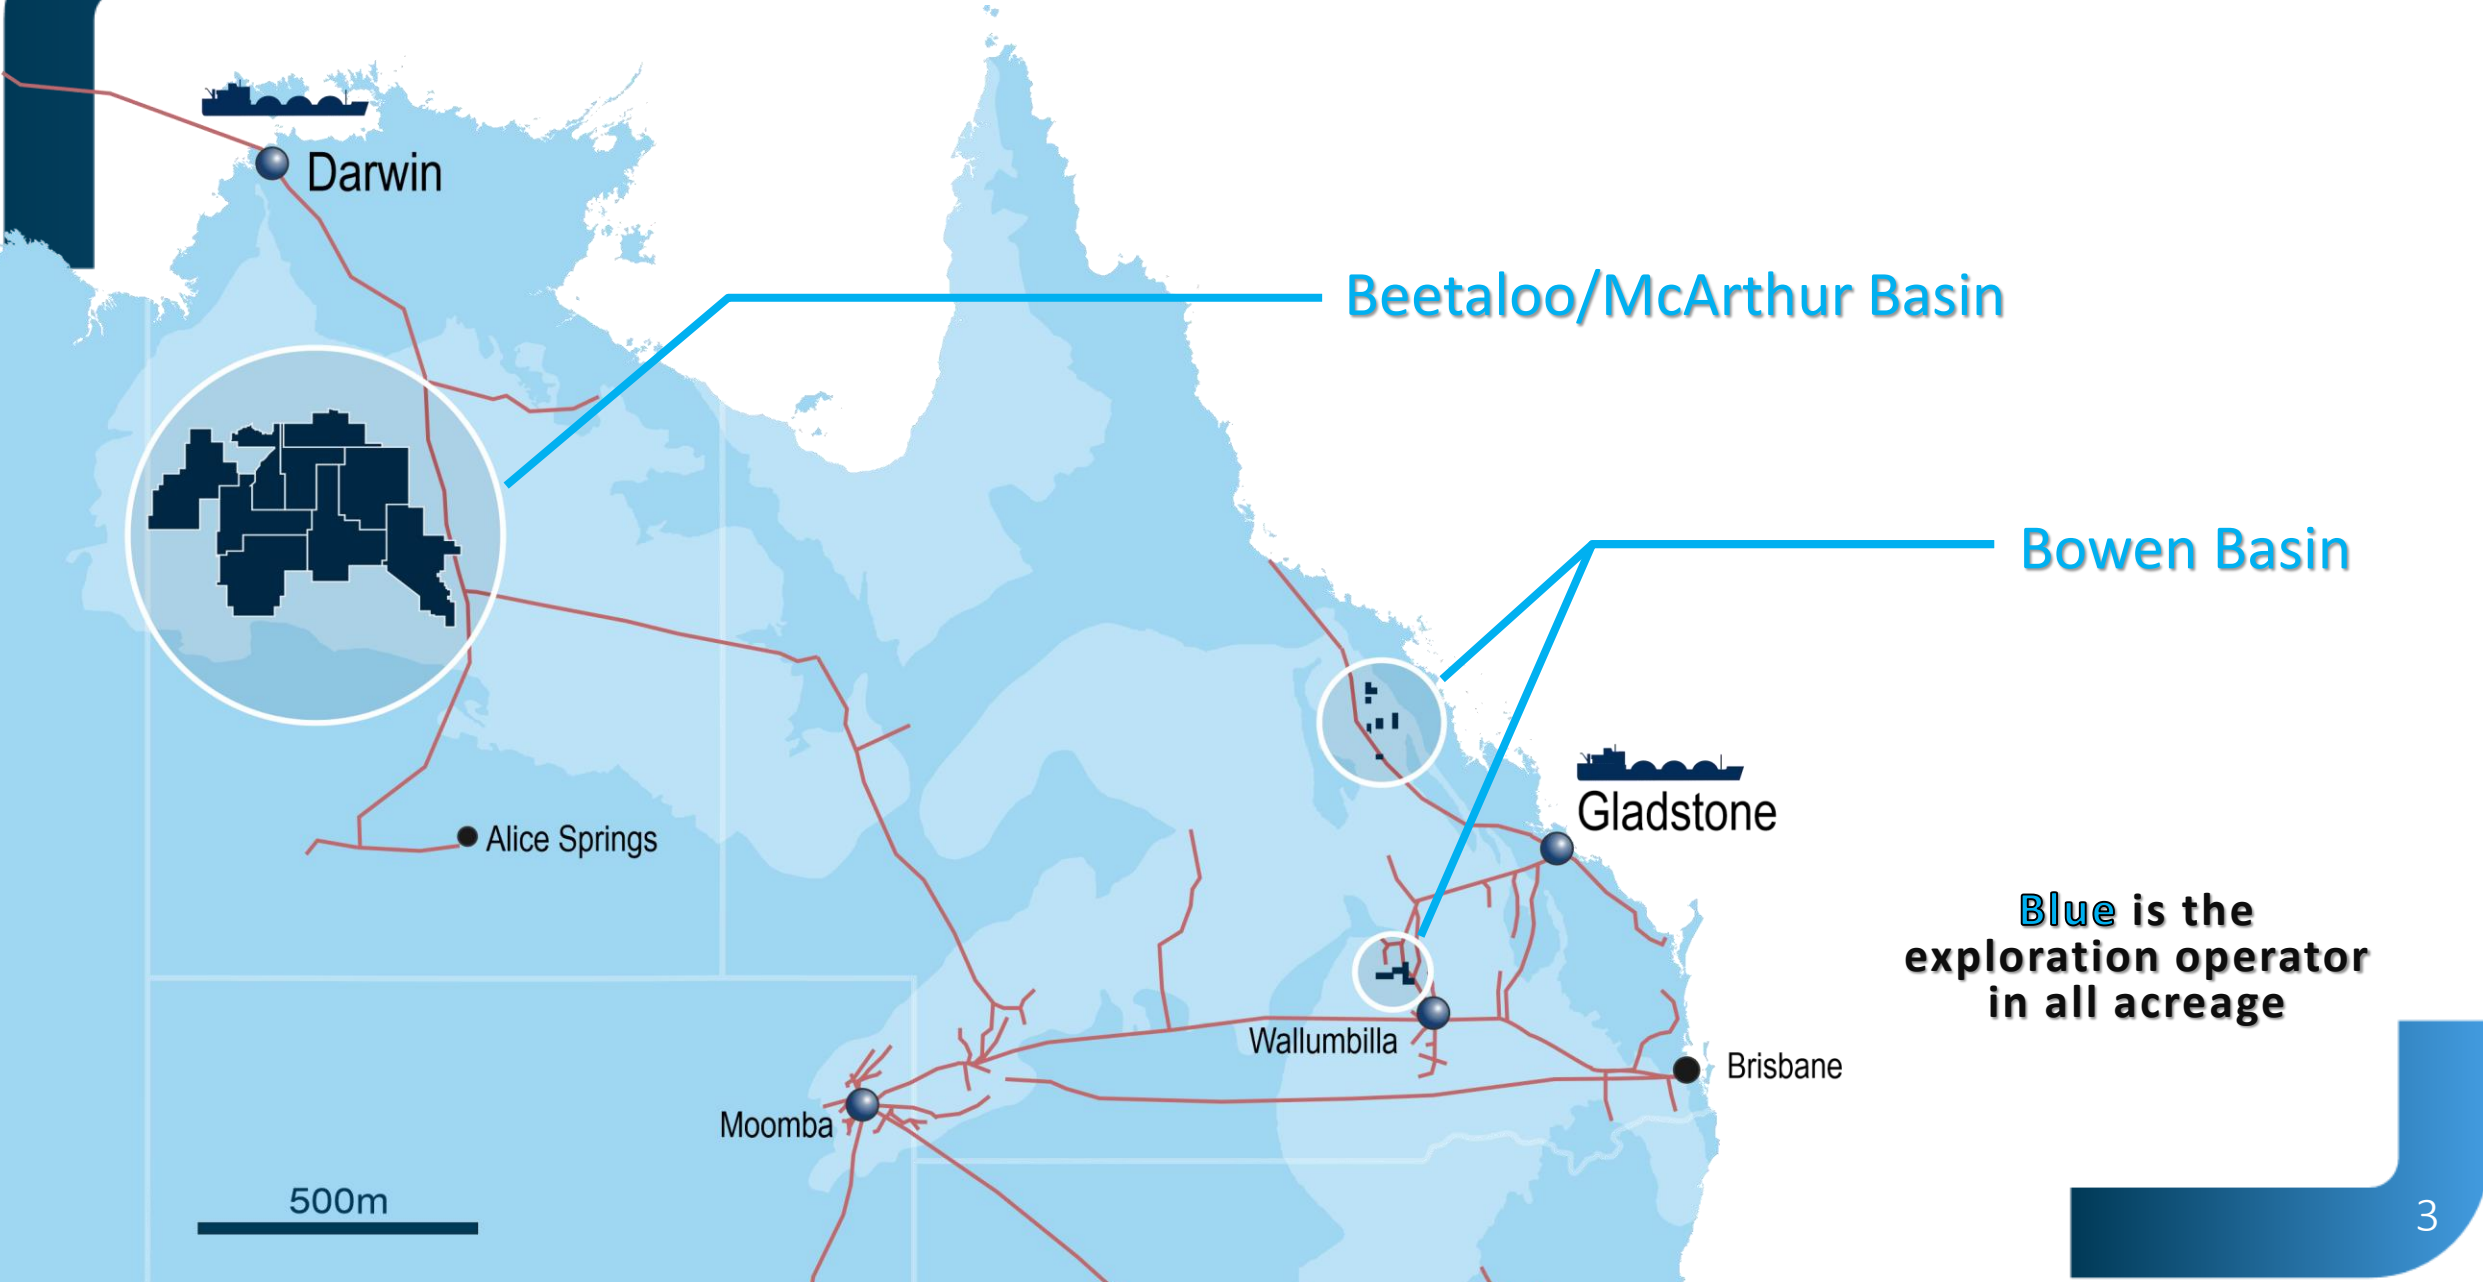 Darwin
Beetaloo/McArthur Basin
Bowen Basin
Gladstone
Alice Springs
Blue is the
exploration operator
in all acreage
Wallumbilla
Brisbane
Moomba
500m
3